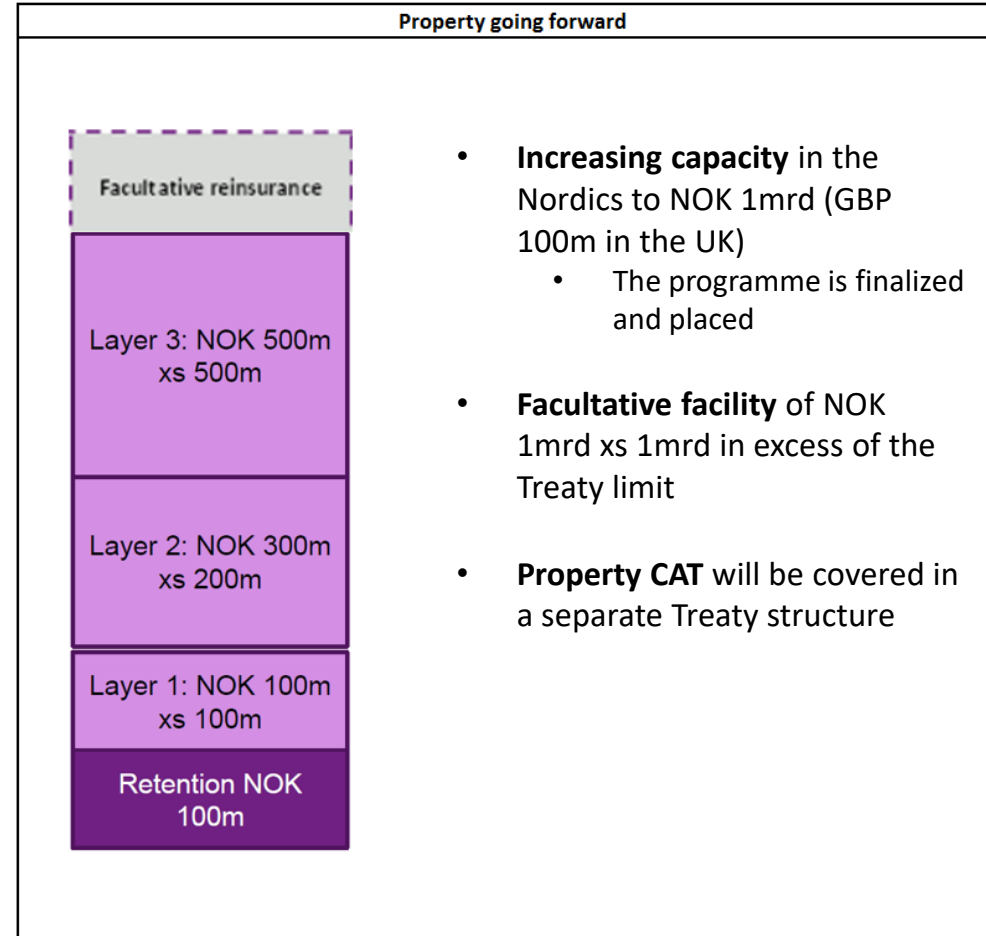 Property going forward
Facultative reinsurance
Layer 3: NOK 500m
xs 500m
Layer 2: NOK 300m
xs 200m
Layer 1: NOK 100m
xs 100m
Retention NOK
100m
• Increasing capacity in the
Nordics to NOK 1mrd (GBP
100m in the UK)
• The programme is finalized
and placed
• Facultative facility of NOK
1mrd xs 1mrd in excess of the
Treaty limit
• Property CAT will be covered in
a separate Treaty structure